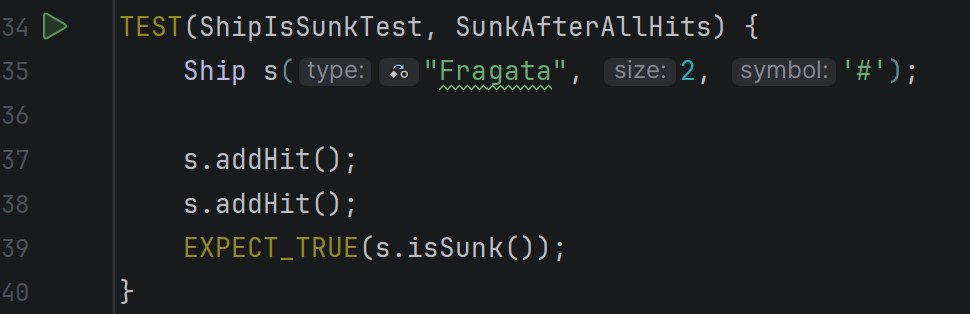 34 TEST(ShipIsSunkTest, SunkAfterAllHits) {
35 Ship s(type: "Fragata", size: 2, symbol: '#');
36
37 s.addHit();
38 s.addHit();
39 EXPECT_TRUE(s.isSunk());
40 }